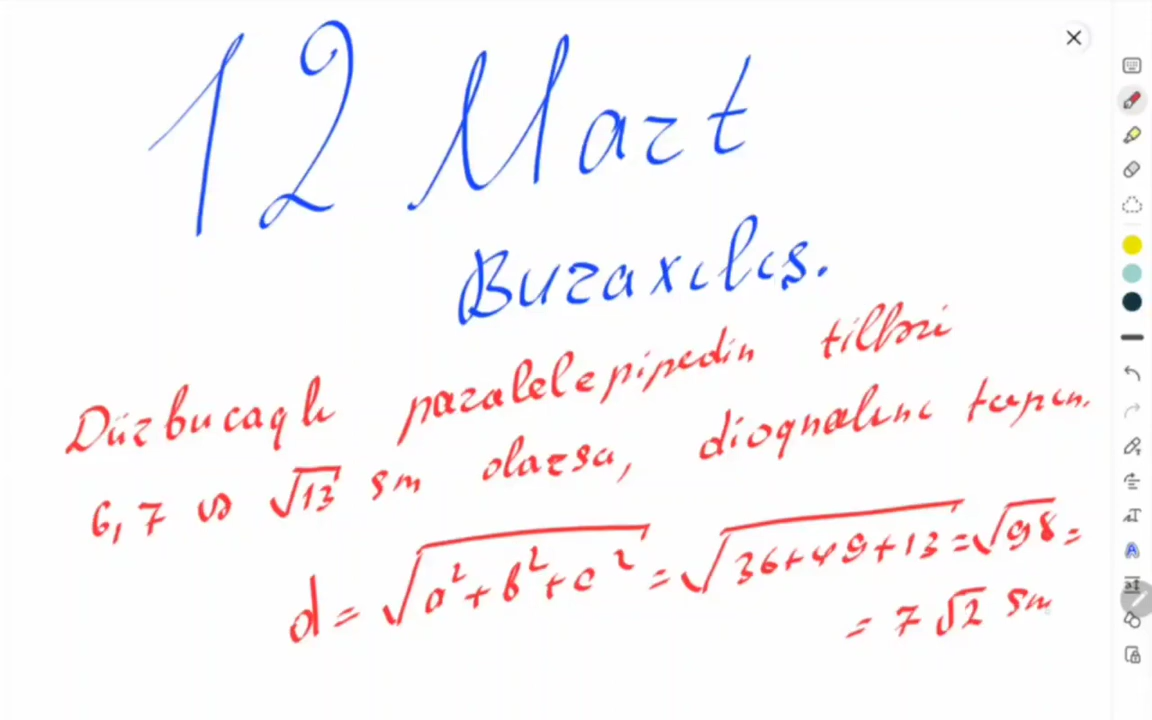 12 Mart
Buraxılış.
Düzbucaqlı paralelepipedin tilləri
6,7 və √13 sm olarsa, dioqnalını tapın.
d = √a²+b²+c² = √36+49+13 = √98 =
= 7√2 sm